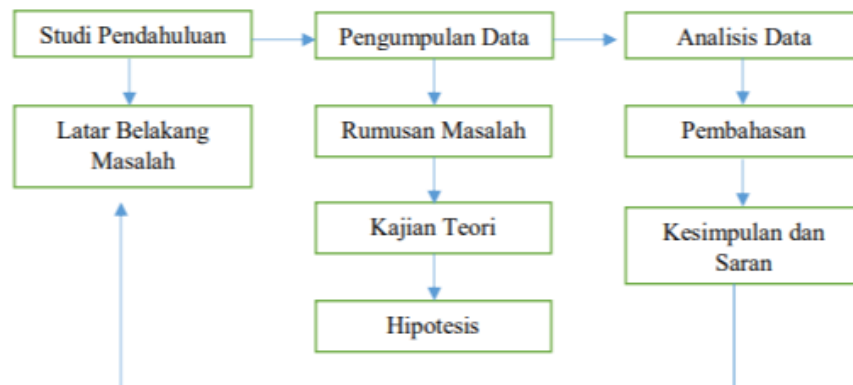 Studi Pendahuluan
Pengumpulan Data
Analisis Data
Latar Belakang
Masalah
Rumusan Masalah
Pembahasan
Kajian Teori
Kesimpulan dan
Saran
Hipotesis